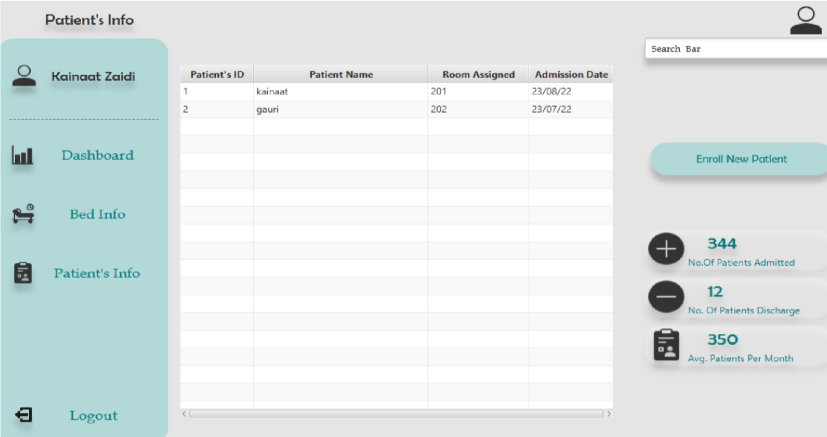 Patient's Info
Kainaat Zaidi
Dashboard
Bed Info
Patient's Info
Logout
Patient's ID Patient Name Room Assigned Admission Date
1 kainaat 201 23/08/22
2 gauri 202 23/07/22
Search Bar
Enroll New Patient
344
No.Of Patients Admitted
12
No. Of Patients Discharge
350
Avg. Patients Per Month